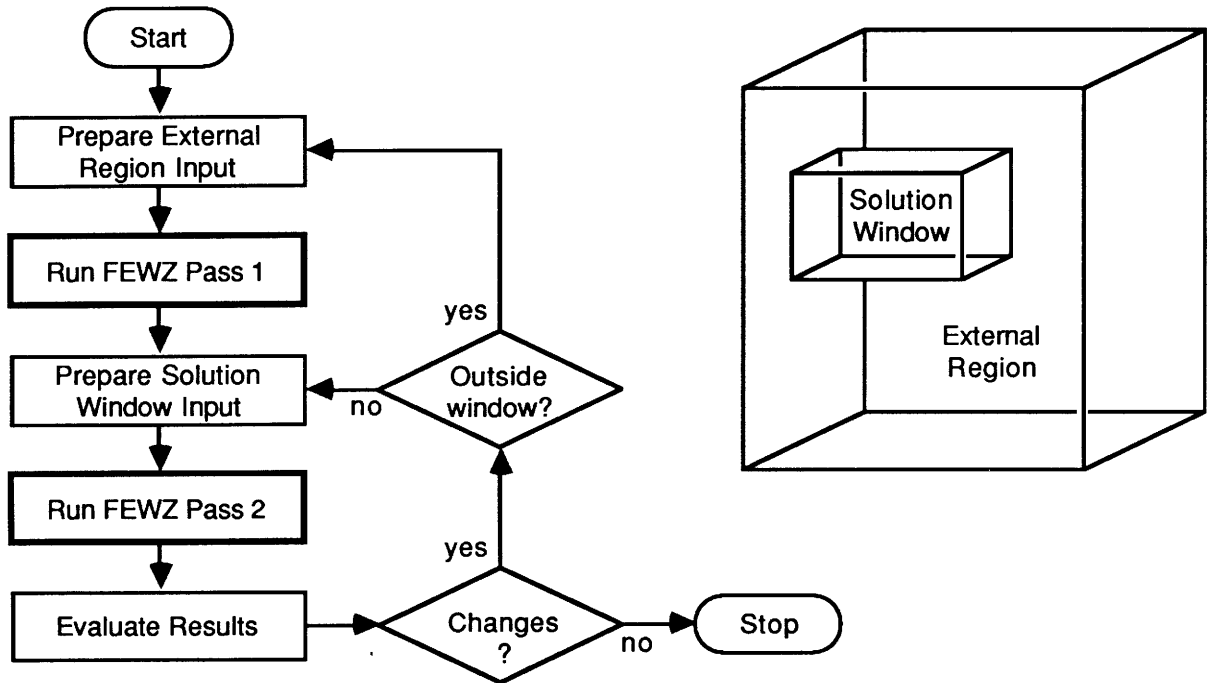 Start
Prepare External
Region Input
Run FEWZ Pass 1
Prepare Solution
Window Input
Run FEWZ Pass 2
Evaluate Results
yes
Outside
window?
no
yes
Changes
?
no
Stop
Solution
Window
External
Region